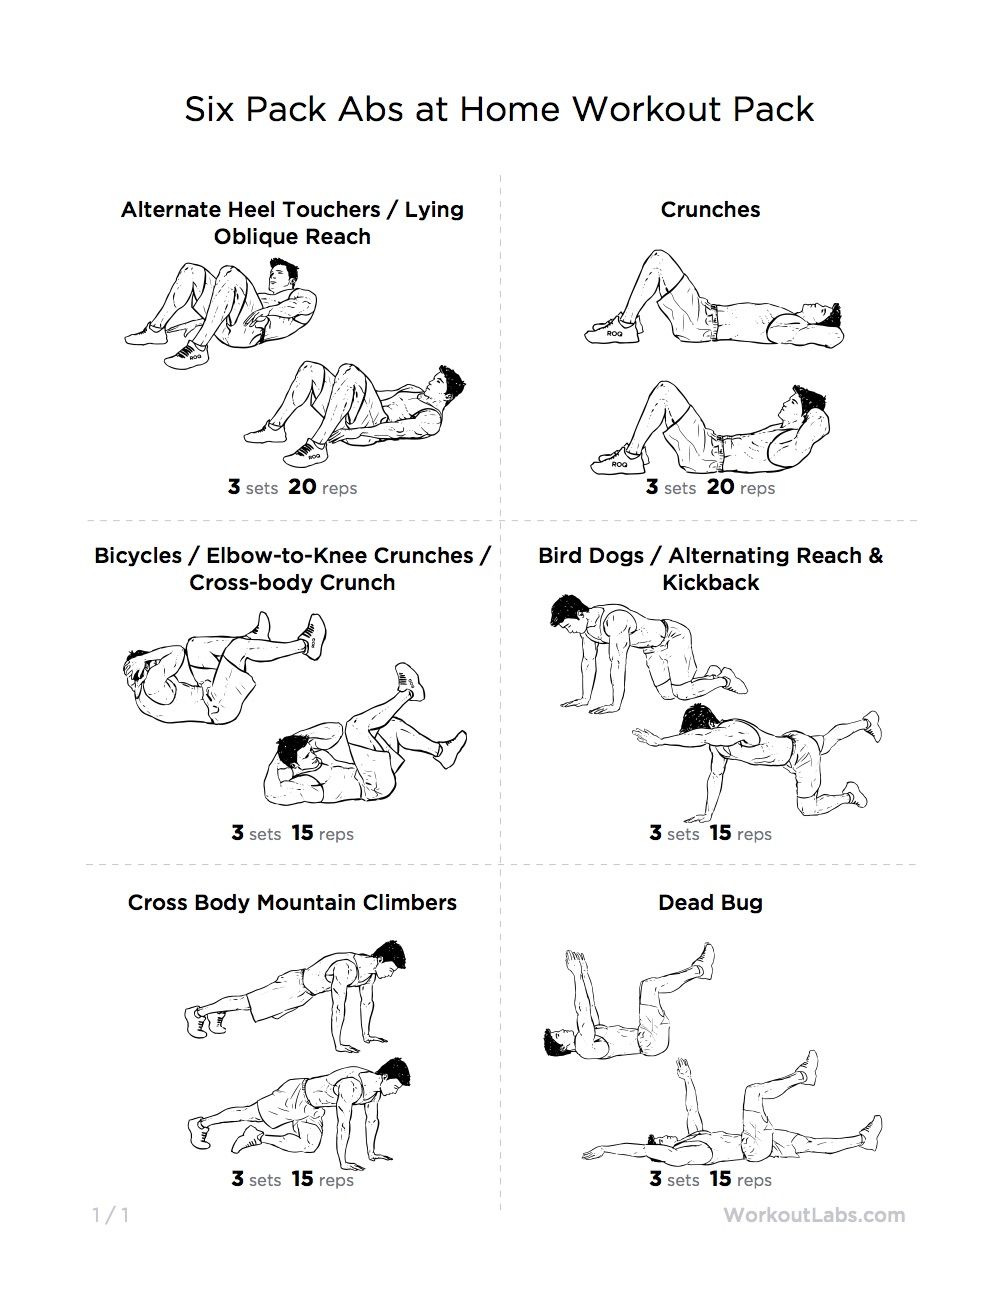 Six Pack Abs at Home Workout Pack
Alternate Heel Touchers / Lying
Oblique Reach
ROQ
ROQ
3 sets 20 reps
Crunches
ROQ
ROQ
3 sets 20 reps
Bicycles / Elbow-to-Knee Crunches /
Cross-body Crunch
3 sets 15 reps
Bird Dogs / Alternating Reach &
Kickback
3 sets 15 reps
Cross Body Mountain Climbers
3 sets 15 reps
Dead Bug
3 sets 15 reps
1 / 1
WorkoutLabs.com